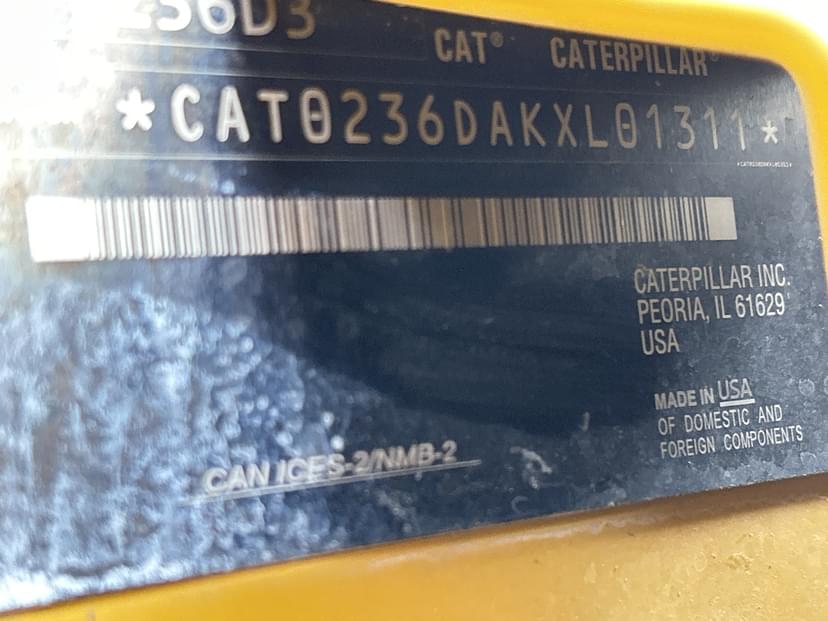 236D3
CAT® CATERPILLAR®
*CAT0236DAKXL01311*
CATERPILLAR INC.
PEORIA, IL 61629
USA
MADE IN USA
OF DOMESTIC AND
FOREIGN COMPONENTS
CAN ICES-2/NMB-2